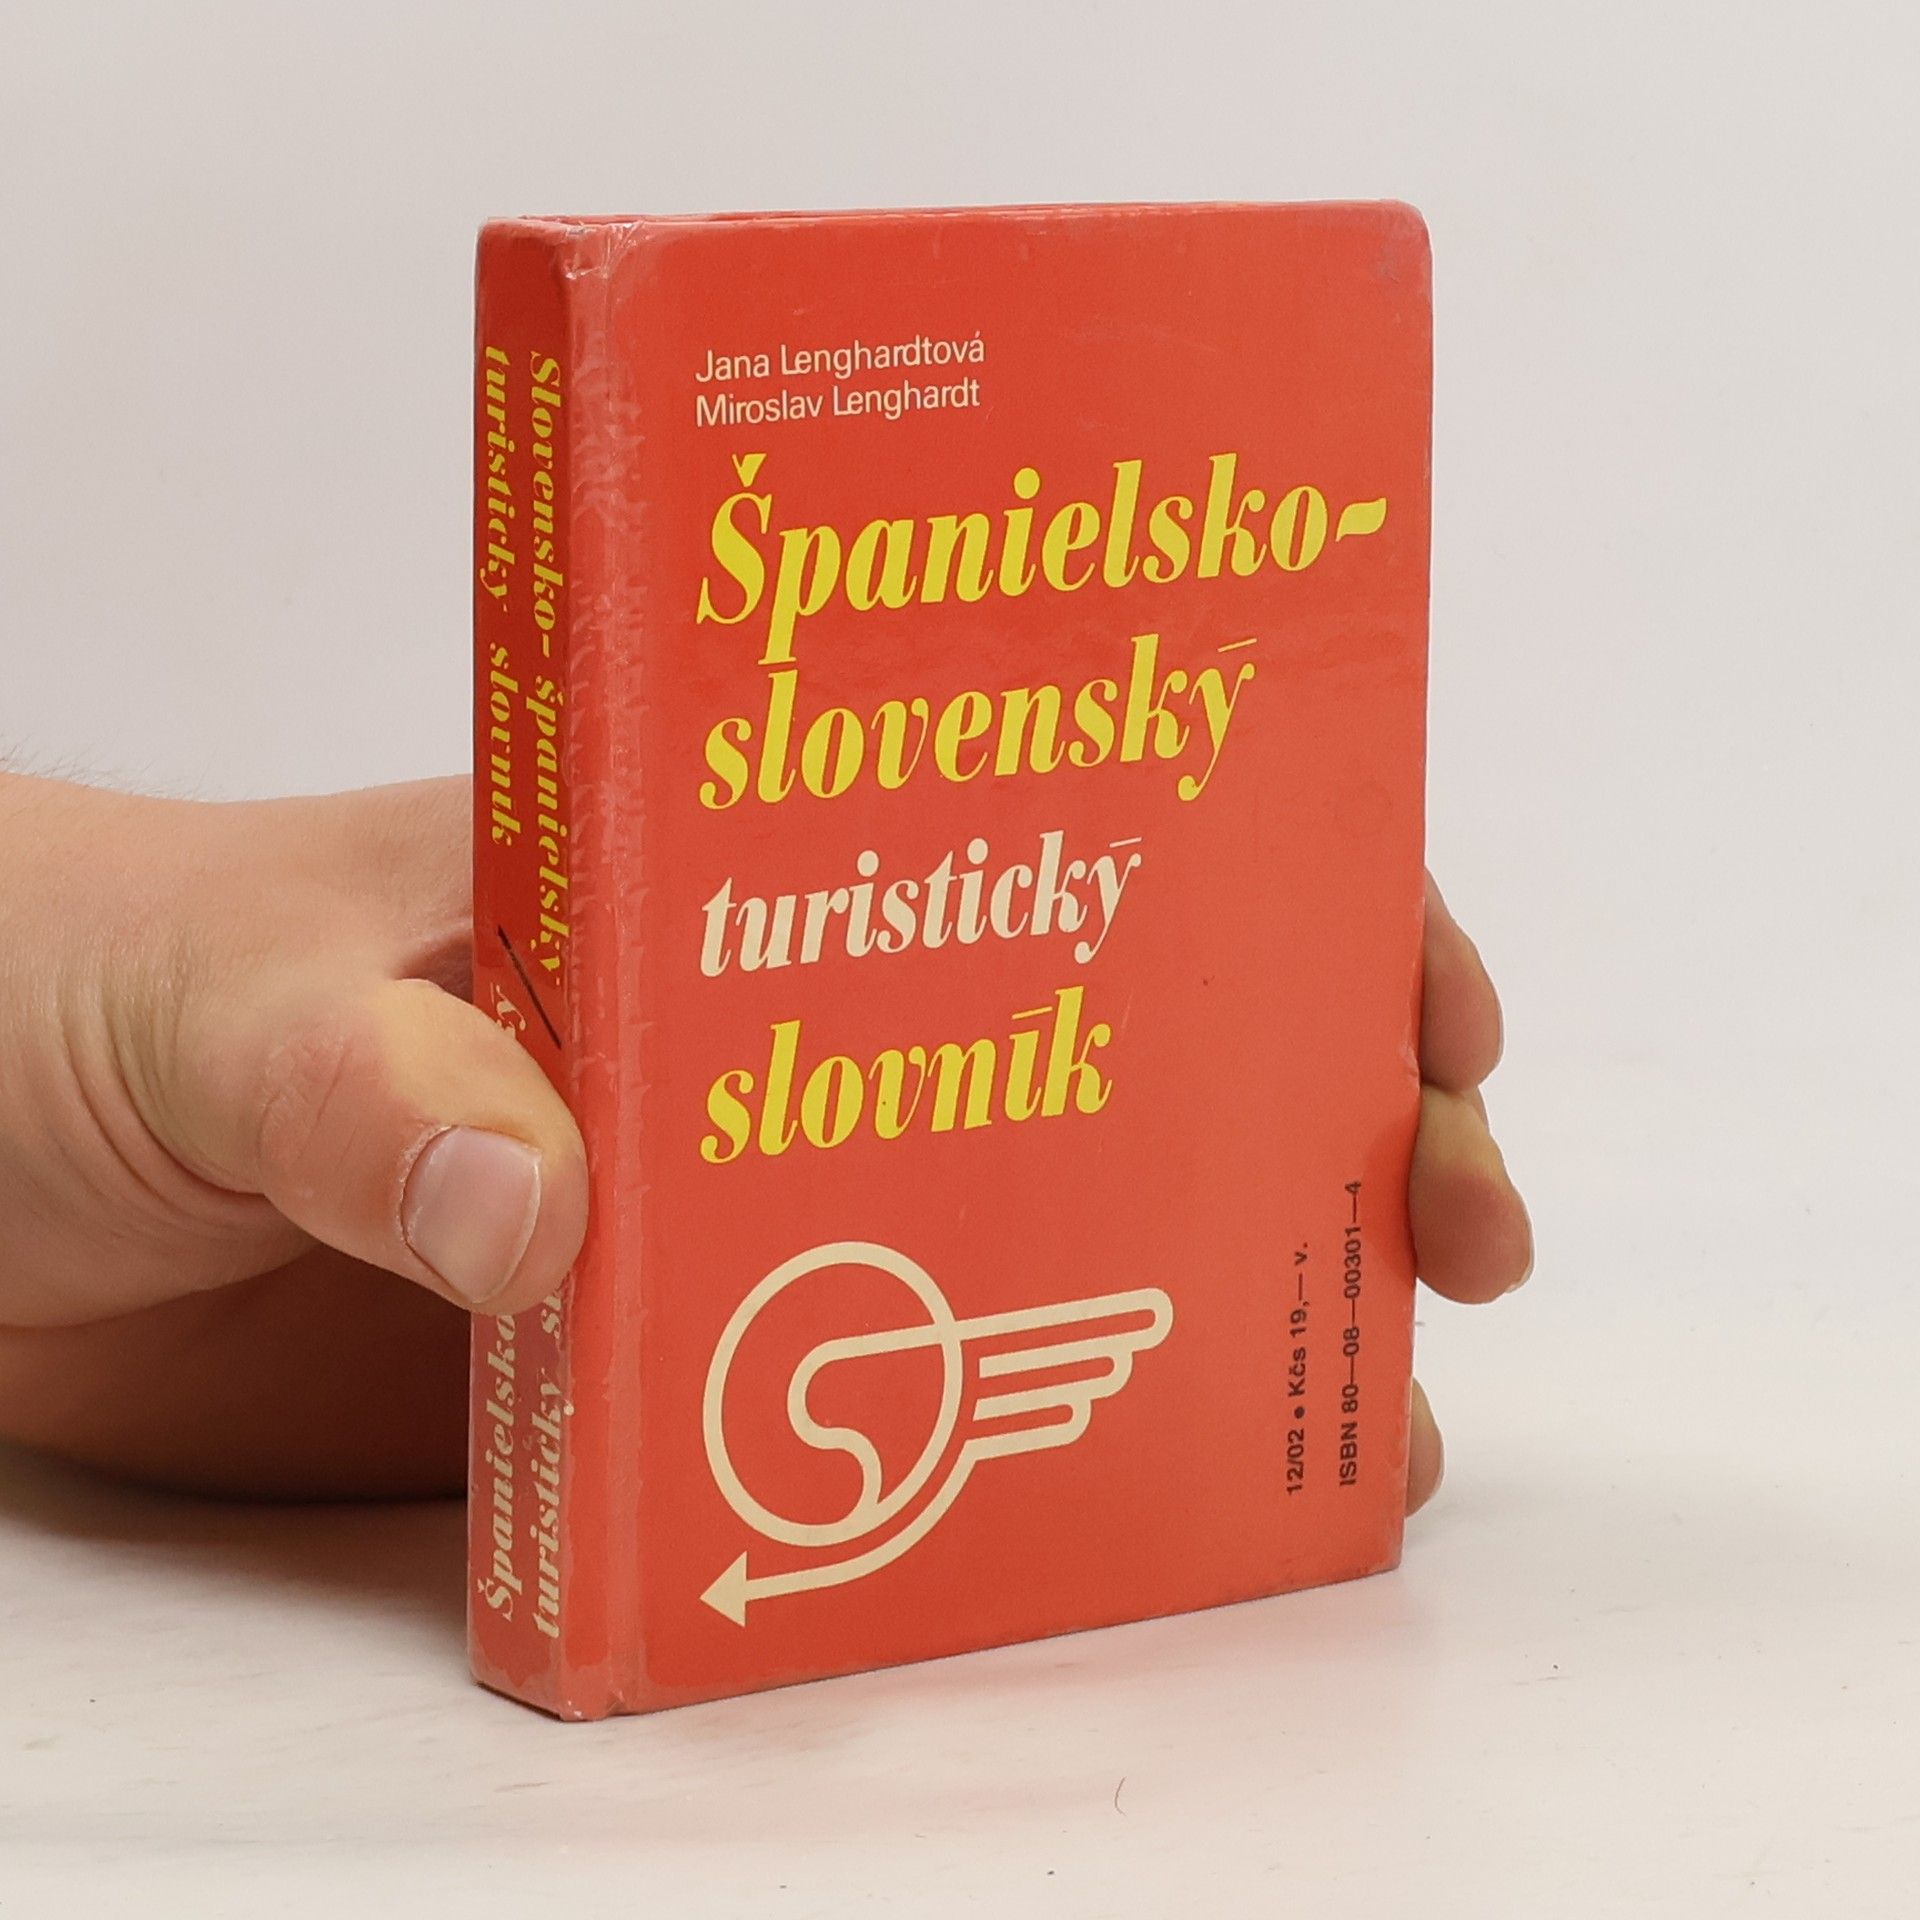 Jana Lenghardtová
Miroslav Lenghardt
Španielsko-
slovenský
turistický
slovník
12/02 ● Kčs 19,— v.
ISBN 80—08—00301—4
Slovensko-španielsky
turistický slovník
Španielsko
turistický